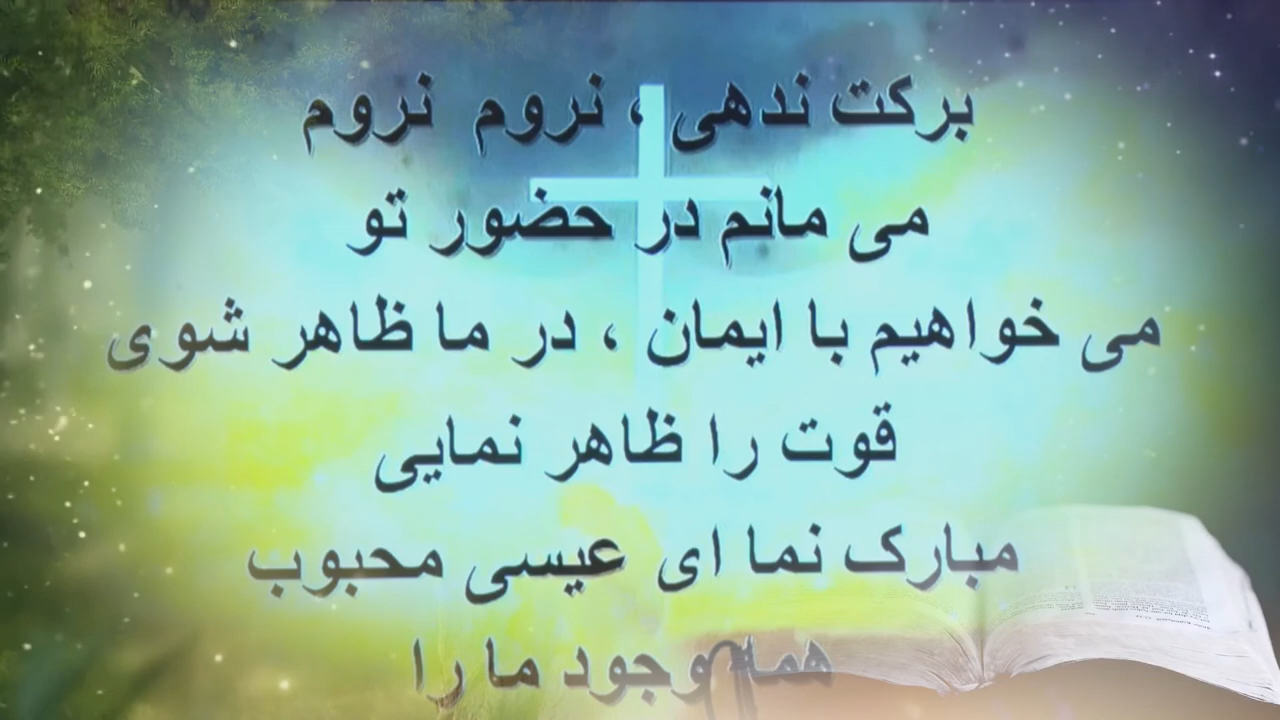 برکت ندهی ، نروم نروم
می مانم در حضور تو
می خواهیم با ایمان ، در ما ظاهر شوی
قوت را ظاهر نمایی
مبارک نما ای عیسی محبوب
همه وجود ما را